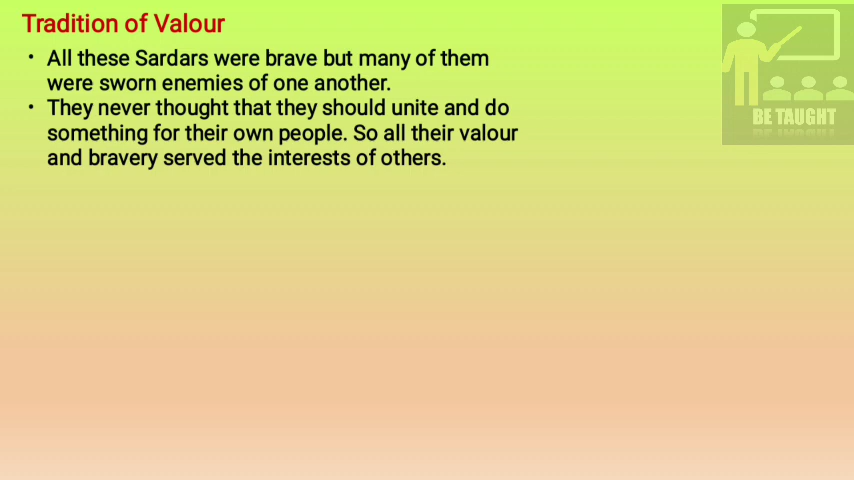 Tradition of Valour
• All these Sardars were brave but many of them
were sworn enemies of one another.
• They never thought that they should unite and do
something for their own people. So all their valour
and bravery served the interests of others.
BE TAUGHT